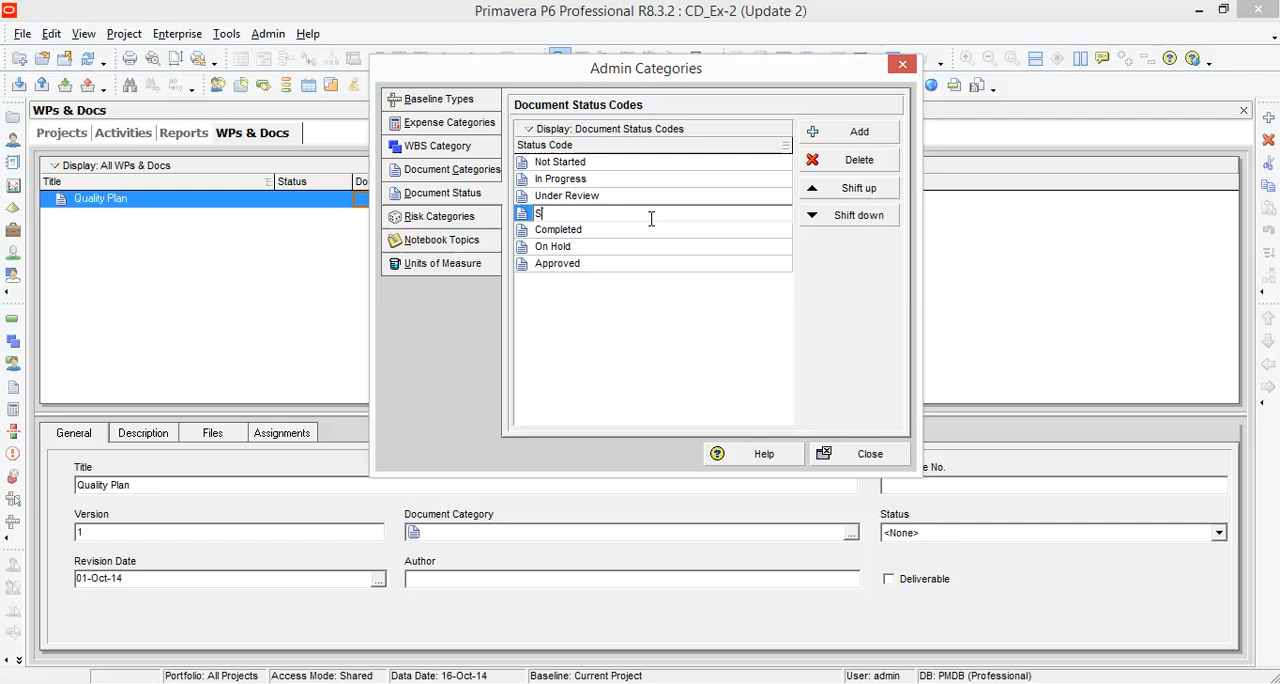 Primavera P6 Professional R8.3.2 : CD_Ex-2 (Update 2)
File Edit View Project Enterprise Tools Admin Help
WPs & Docs
Projects Activities Reports WPs & Docs
Display: All WPs & Docs
Title Status Do
Quality Plan
Admin Categories
Baseline Types
Expense Categories
WBS Category
Document Categories
Document Status
Risk Categories
Notebook Topics
Units of Measure
Document Status Codes
Display: Document Status Codes
Status Code
Not Started
In Progress
Under Review
S
Completed
On Hold
Approved
Add
Delete
Shift up
Shift down
Help Close
General Description Files Assignments
Title e No.
Quality Plan
Version Document Category Status
1 ... <None>
Revision Date Author
01-Oct-14 ... Deliverable
Portfolio: All Projects Access Mode: Shared Data Date: 16-Oct-14 Baseline: Current Project User: admin DB: PMDB (Professional)